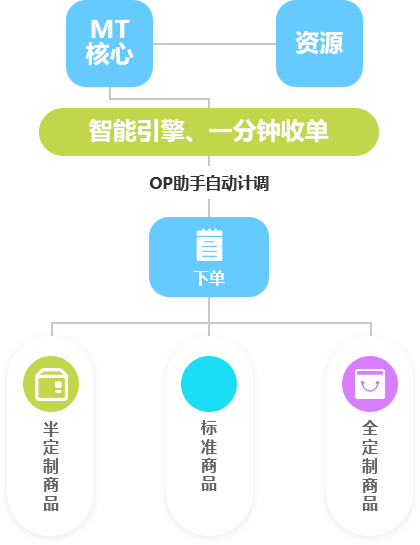 MT
核心
资源
智能引擎、一分钟收单
OP助手自动计调
下单
半定制商品
标准商品
全定制商品